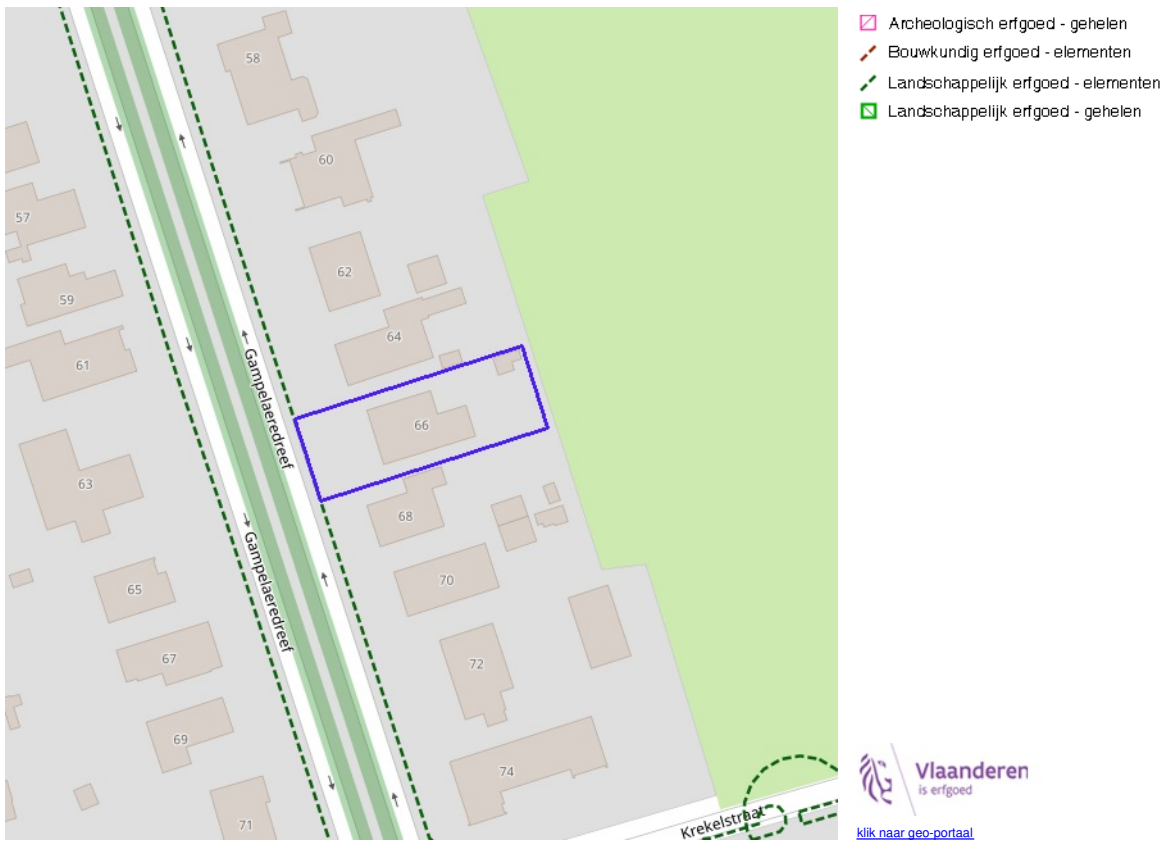 58
60
57
62
59
64
61
Gampelaeredreef
66
63
68
Gampelaeredreef
70
65
67
72
69
74
71
Krekelstraat
Archeologisch erfgoed - gehelen
Bouwkundig erfgoed - elementen
Landschappelijk erfgoed - elementen
Landschappelijk erfgoed - gehelen
Vlaanderen
is erfgoed
klik naar geo-portaal